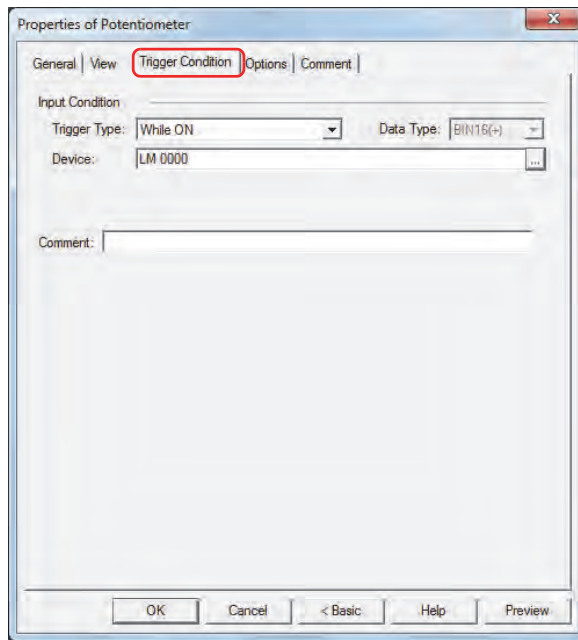 Properties of Potentiometer
General View Trigger Condition Options Comment
Input Condition
Trigger Type: While ON Data Type: BIN16(+)
Device: LM 0000 ...
Comment:
OK Cancel < Basic Help Preview